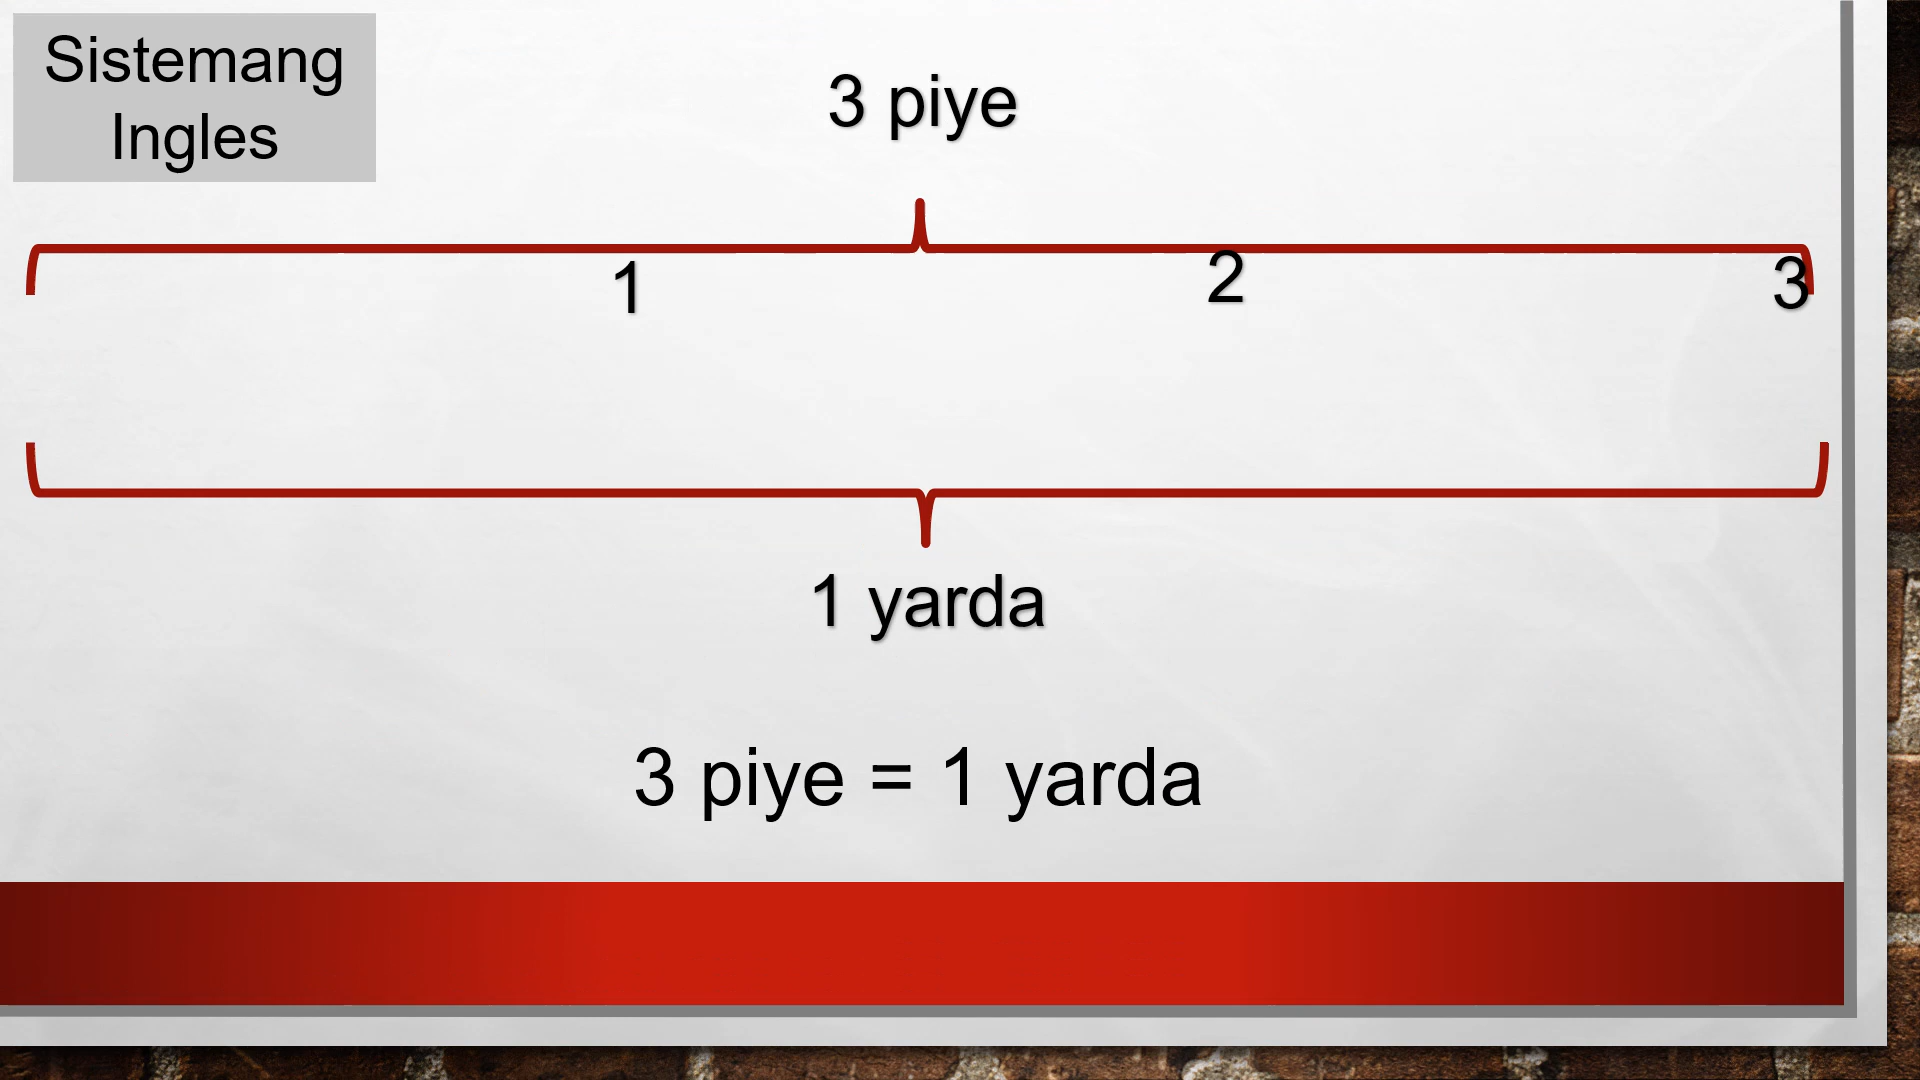 Sistemang
Ingles
3 piye
1
2
3
1 yarda
3 piye = 1 yarda